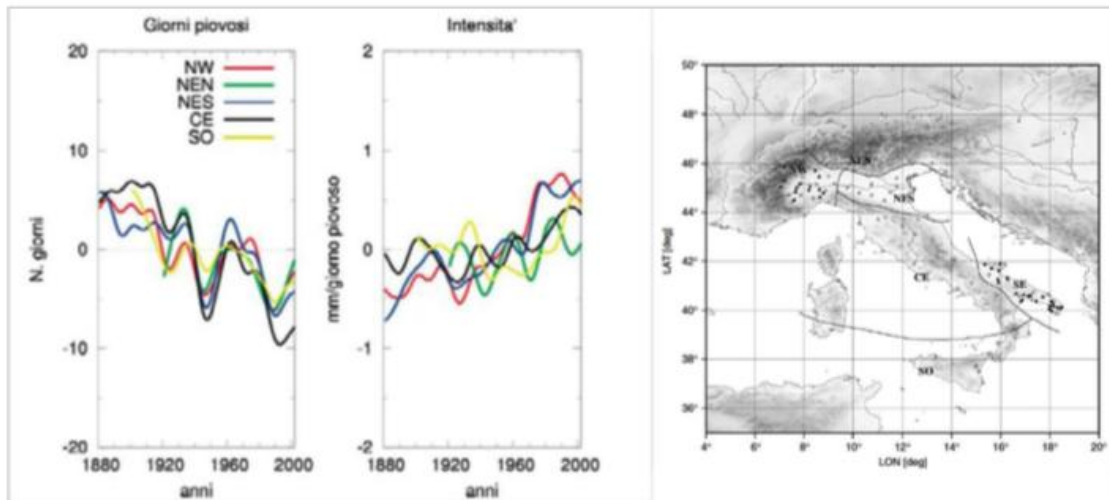 Giorni piovosi
20
10
0
-10
-20
N. giorni
NW
NEN
NES
CE
SO
1880 1920 1960 2000
anni
Intensita'
2
1
0
-1
-2
mm/giorno piovoso
1880 1920 1960 2000
anni
50°
48°
46°
44°
42°
40°
38°
36°
LAT [deg]
NES
CE
SE
SO
4° 6° 8° 10° 12° 14° 16° 18° 20°
LON [deg]